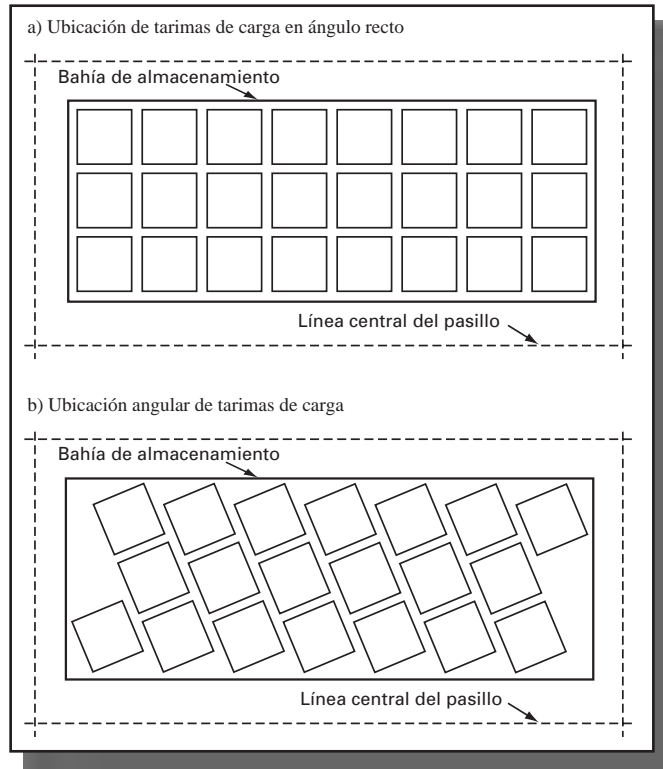 a) Ubicación de tarimas de carga en ángulo recto
Bahía de almacenamiento
Línea central del pasillo
b) Ubicación angular de tarimas de carga
Bahía de almacenamiento
Línea central del pasillo